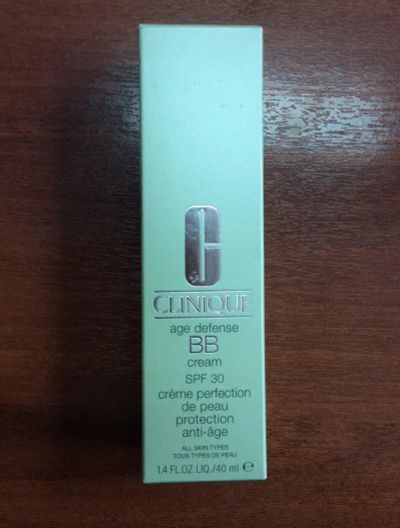 CLINIQUE
age defense
BB
cream
SPF 30
crème perfection
de peau
protection
anti-âge
ALL SKIN TYPES
TOUS TYPES DE PEAU
1.4 FL.OZ.LIQ./40 ml ℮